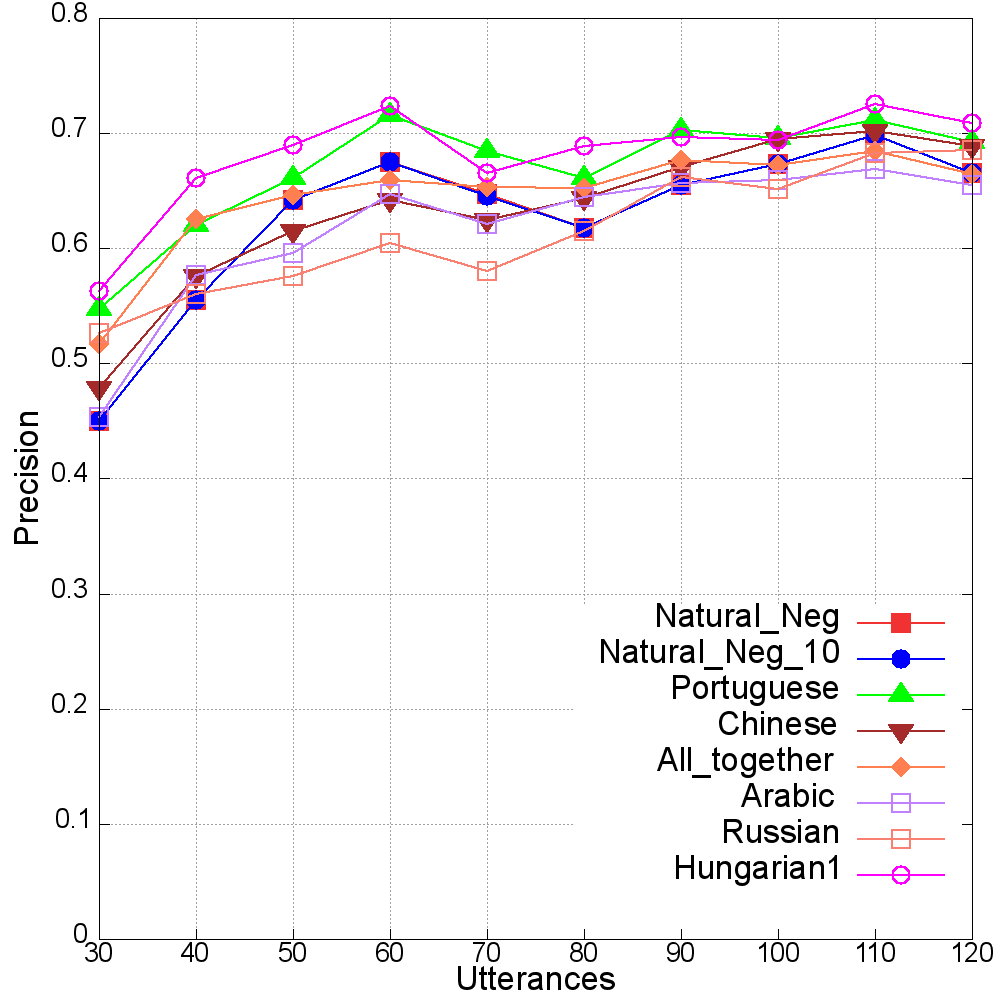 0.8
0.7
0.6
0.5
0.4
0.3
0.2
0.1
0
Precision
Natural_Neg
Natural_Neg_10
Portuguese
Chinese
All_together
Arabic
Russian
Hungarian1
30 40 50 60 70 80 90 100 110 120
Utterances